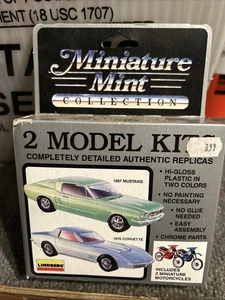 MENT (18 USC 1707)
Miniature
Mint
COLLECTION
2 MODEL KITS
COMPLETELY DETAILED AUTHENTIC REPLICAS
1967 MUSTANG
• HI-GLOSS
PLASTIC IN
TWO COLORS
• NO PAINTING
NECESSARY
• NO GLUE
NEEDED
• EASY
ASSEMBLY
• CHROME PARTS
1970 CORVETTE
LINDBERG
INCLUDES
2 MINIATURE
MOTORCYCLES